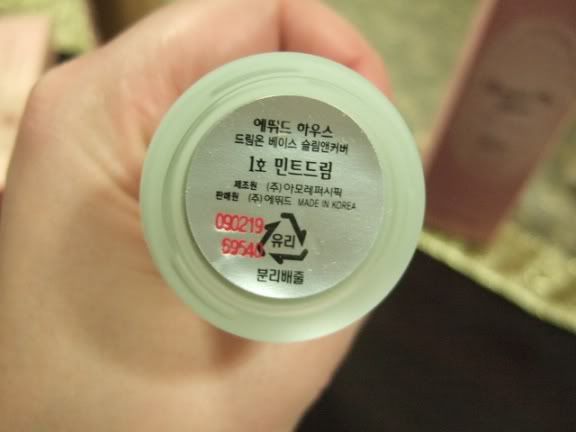 에뛰드 하우스
드림온 베이스 슬림앤커버
1호 민트드림
제조원 (주)아모레퍼시픽
판매원 (주)에뛰드 MADE IN KOREA
090219
69540
유리
분리배출